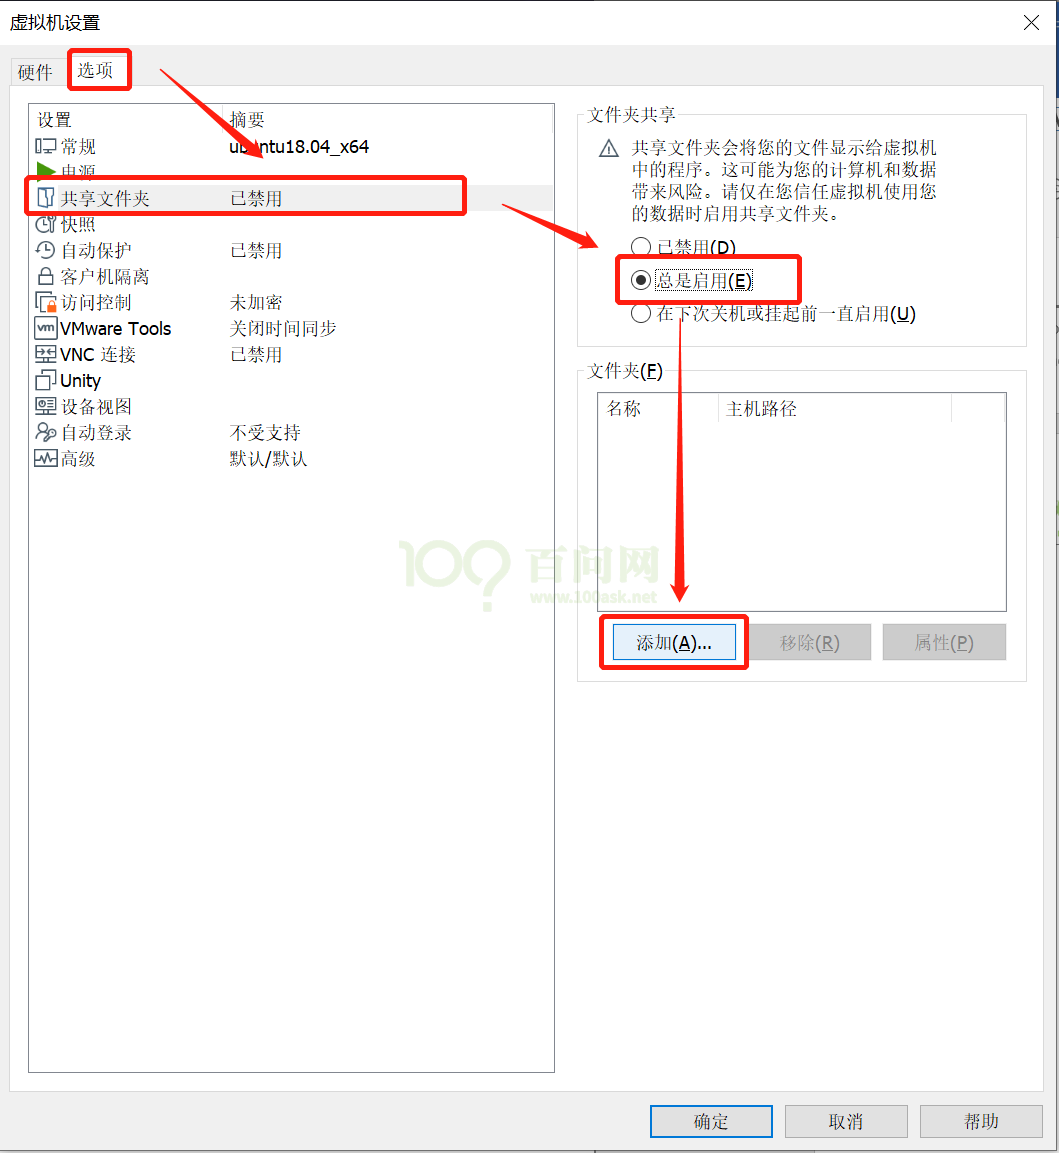 虚拟机设置
硬件 选项
设置 摘要
常规 ubuntu18.04_x64
电源
共享文件夹 已禁用
快照
自动保护 已禁用
客户机隔离
访问控制 未加密
vm VMware Tools 关闭时间同步
VNC 连接 已禁用
Unity
设备视图
自动登录 不受支持
高级 默认/默认
文件夹共享
共享文件夹会将您的文件显示给虚拟机
中的程序。这可能为您的计算机和数据
带来风险。请仅在您信任虚拟机使用您
的数据时启用共享文件夹。
已禁用(D)
总是启用(E)
在下次关机或挂起前一直启用(U)
文件夹(F)
名称 主机路径
100? 百问网
www.100ask.net
添加(A)... 移除(R) 属性(P)
确定 取消 帮助